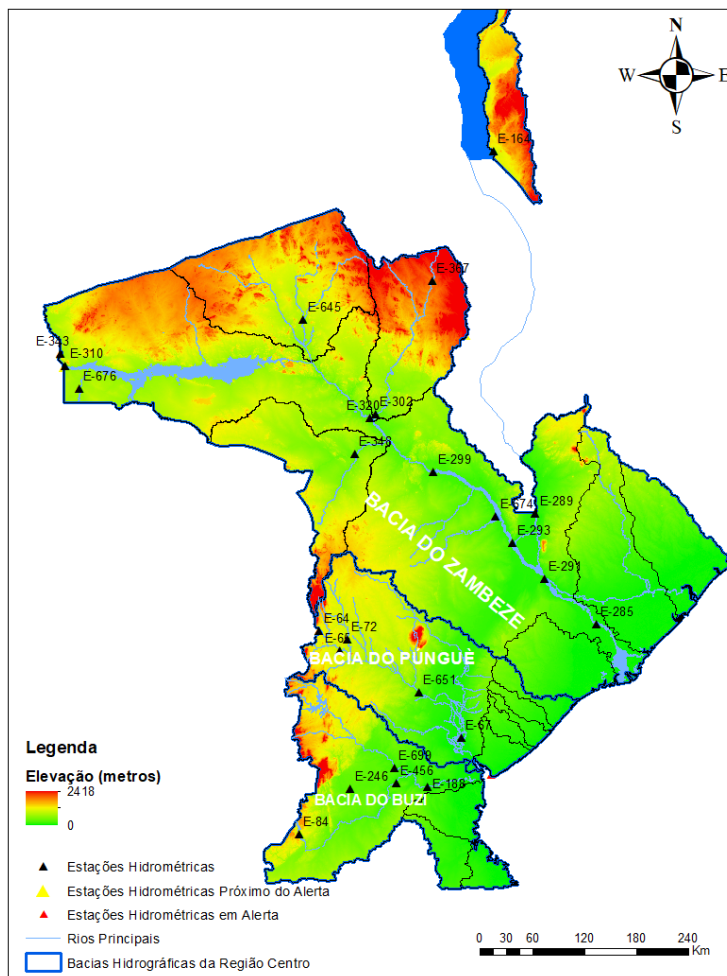 N
W
E
S
E-164
E-367
E-645
E-343
E-310
E-676
E-302
E-320
E-348
E-299
E-674
E-289
E-293
E-291
E-285
BACIA DO ZAMBEZE
E-64
E-72
E-65
BACIA DO PÚNGUÈ
E-651
E-67
E-699
E-456
E-246
E-188
BACIA DO BUZI
E-84
Legenda
Elevação (metros)
2418
0
Estações Hidrométricas
Estações Hidrométricas Próximo do Alerta
Estações Hidrométricas em Alerta
Rios Principais
Bacias Hidrográficas da Região Centro
0 30 60 120 180 240
Km